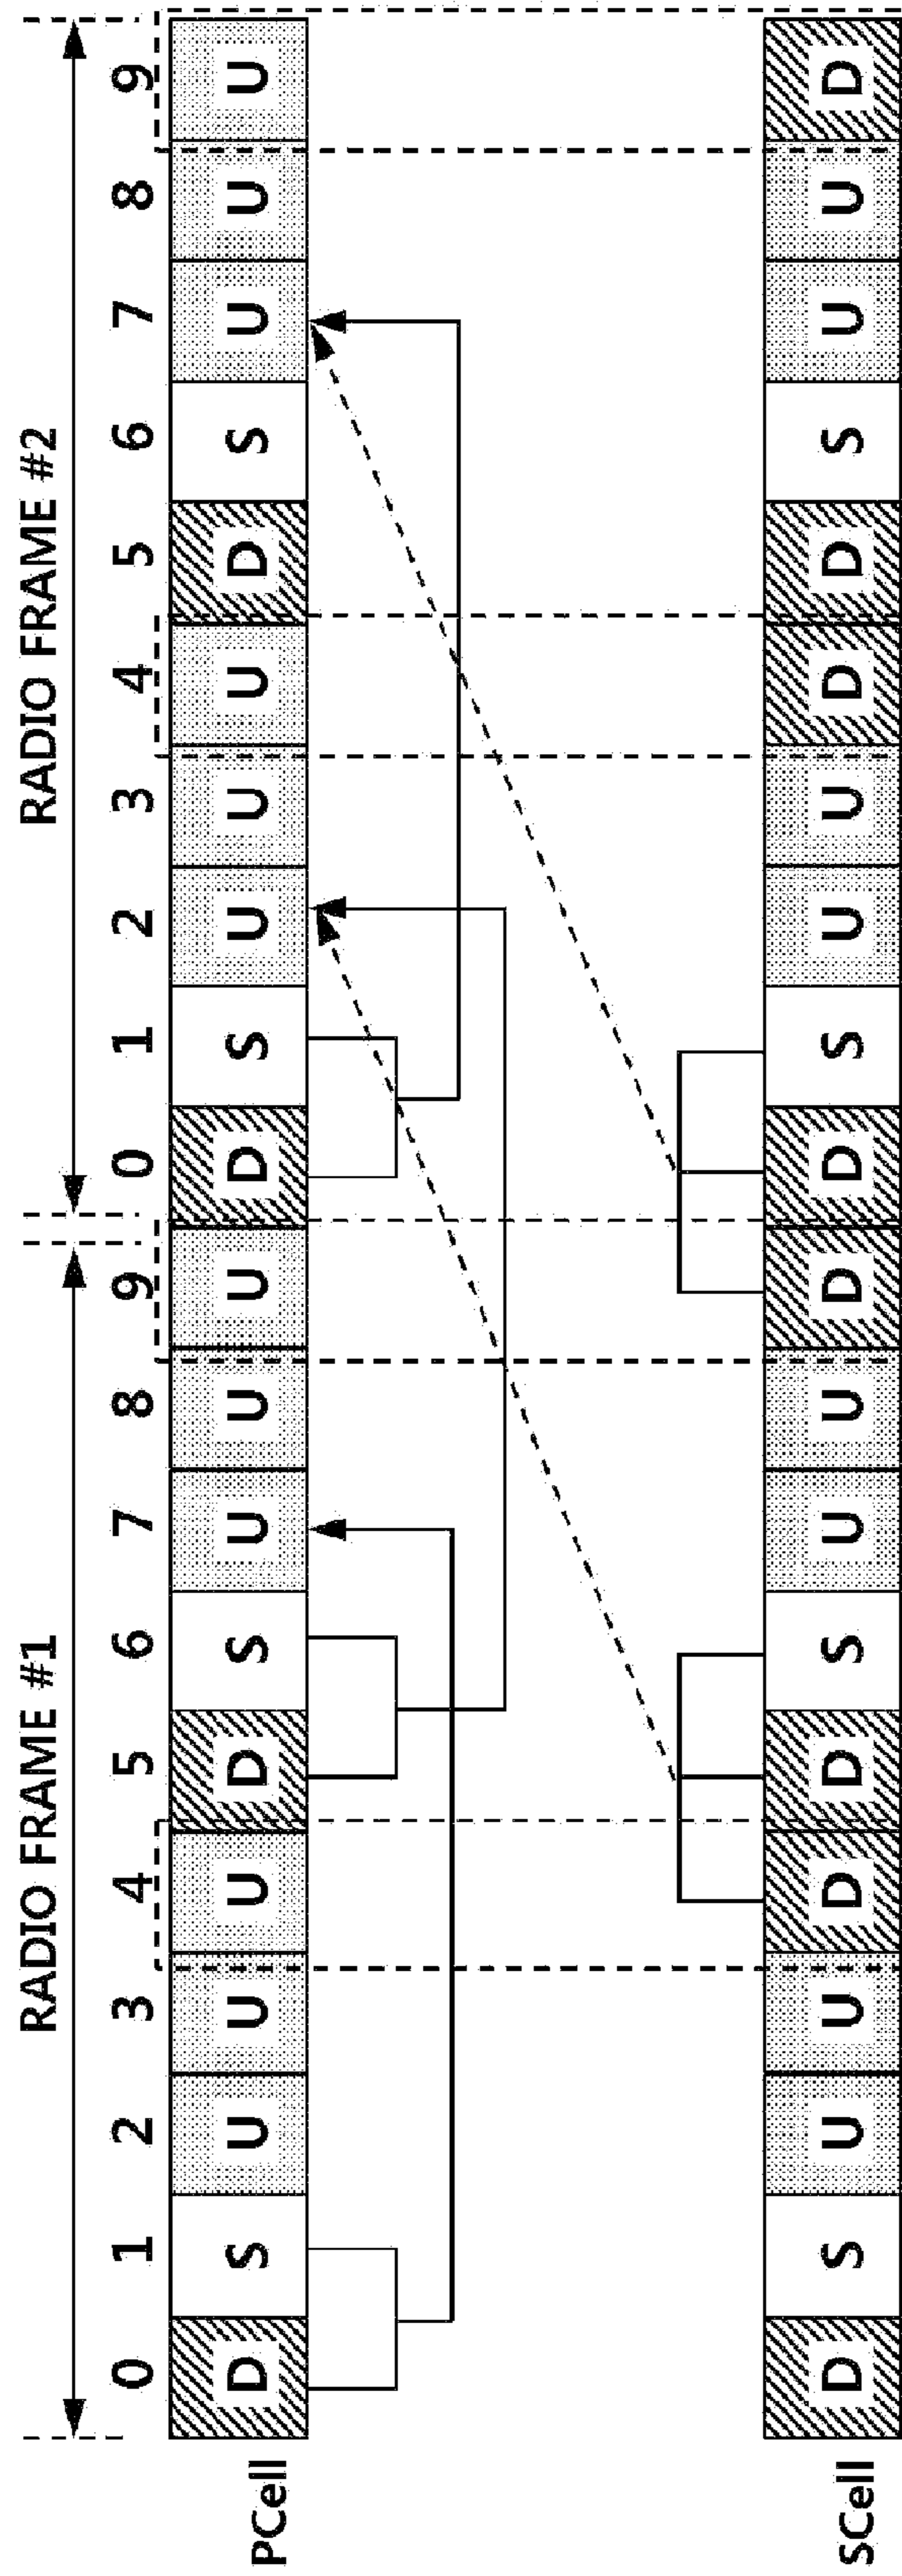 RADIO FRAME #1 RADIO FRAME #2
0 1 2 3 4 5 6 7 8 9 0 1 2 3 4 5 6 7 8 9
PCell D S U U U D S U U U D S U U U D S U U U
SCell D S U U D D S U U D D S U U D D S U U D